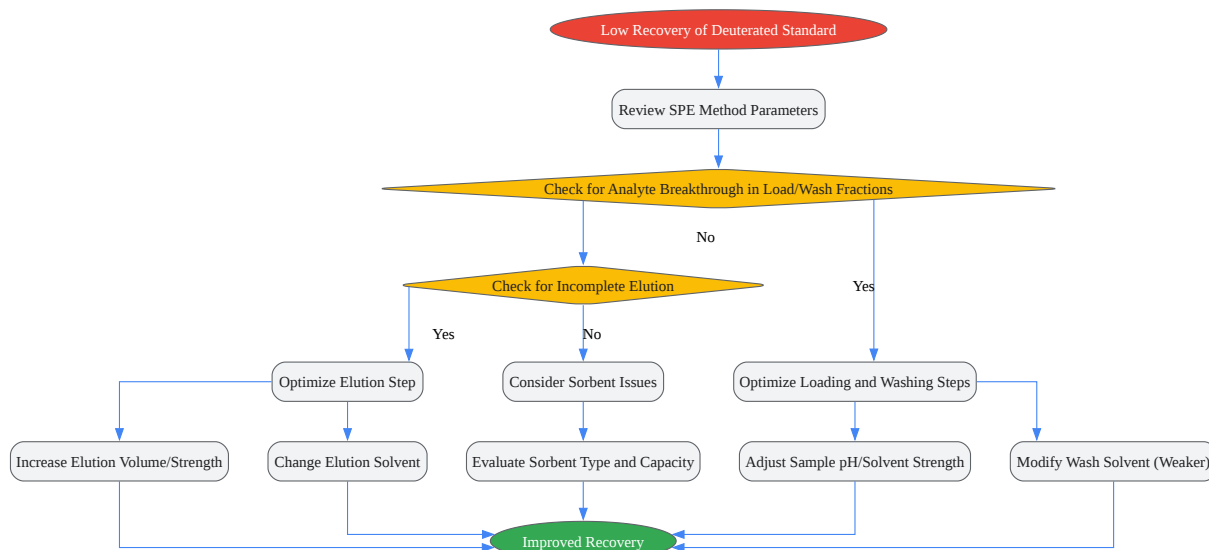 Low Recovery of Deuterated Standard
Review SPE Method Parameters
Check for Analyte Breakthrough in Load/Wash Fractions
No
Check for Incomplete Elution
Yes
Yes
No
Optimize Elution Step
Consider Sorbent Issues
Optimize Loading and Washing Steps
Increase Elution Volume/Strength
Change Elution Solvent
Evaluate Sorbent Type and Capacity
Adjust Sample pH/Solvent Strength
Modify Wash Solvent (Weaker)
Improved Recovery